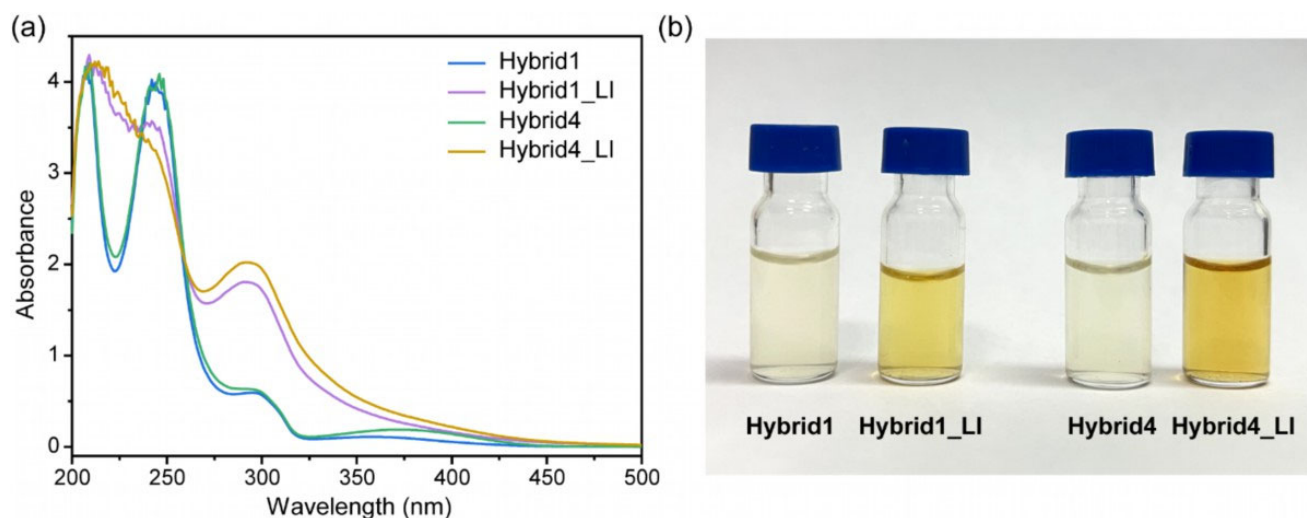 (a)
4
3
2
1
0
Absorbance
200 250 300 350 400 450 500
Wavelength (nm)
Hybrid1
Hybrid1_LI
Hybrid4
Hybrid4_LI
(b)
Hybrid1 Hybrid1_LI Hybrid4 Hybrid4_LI